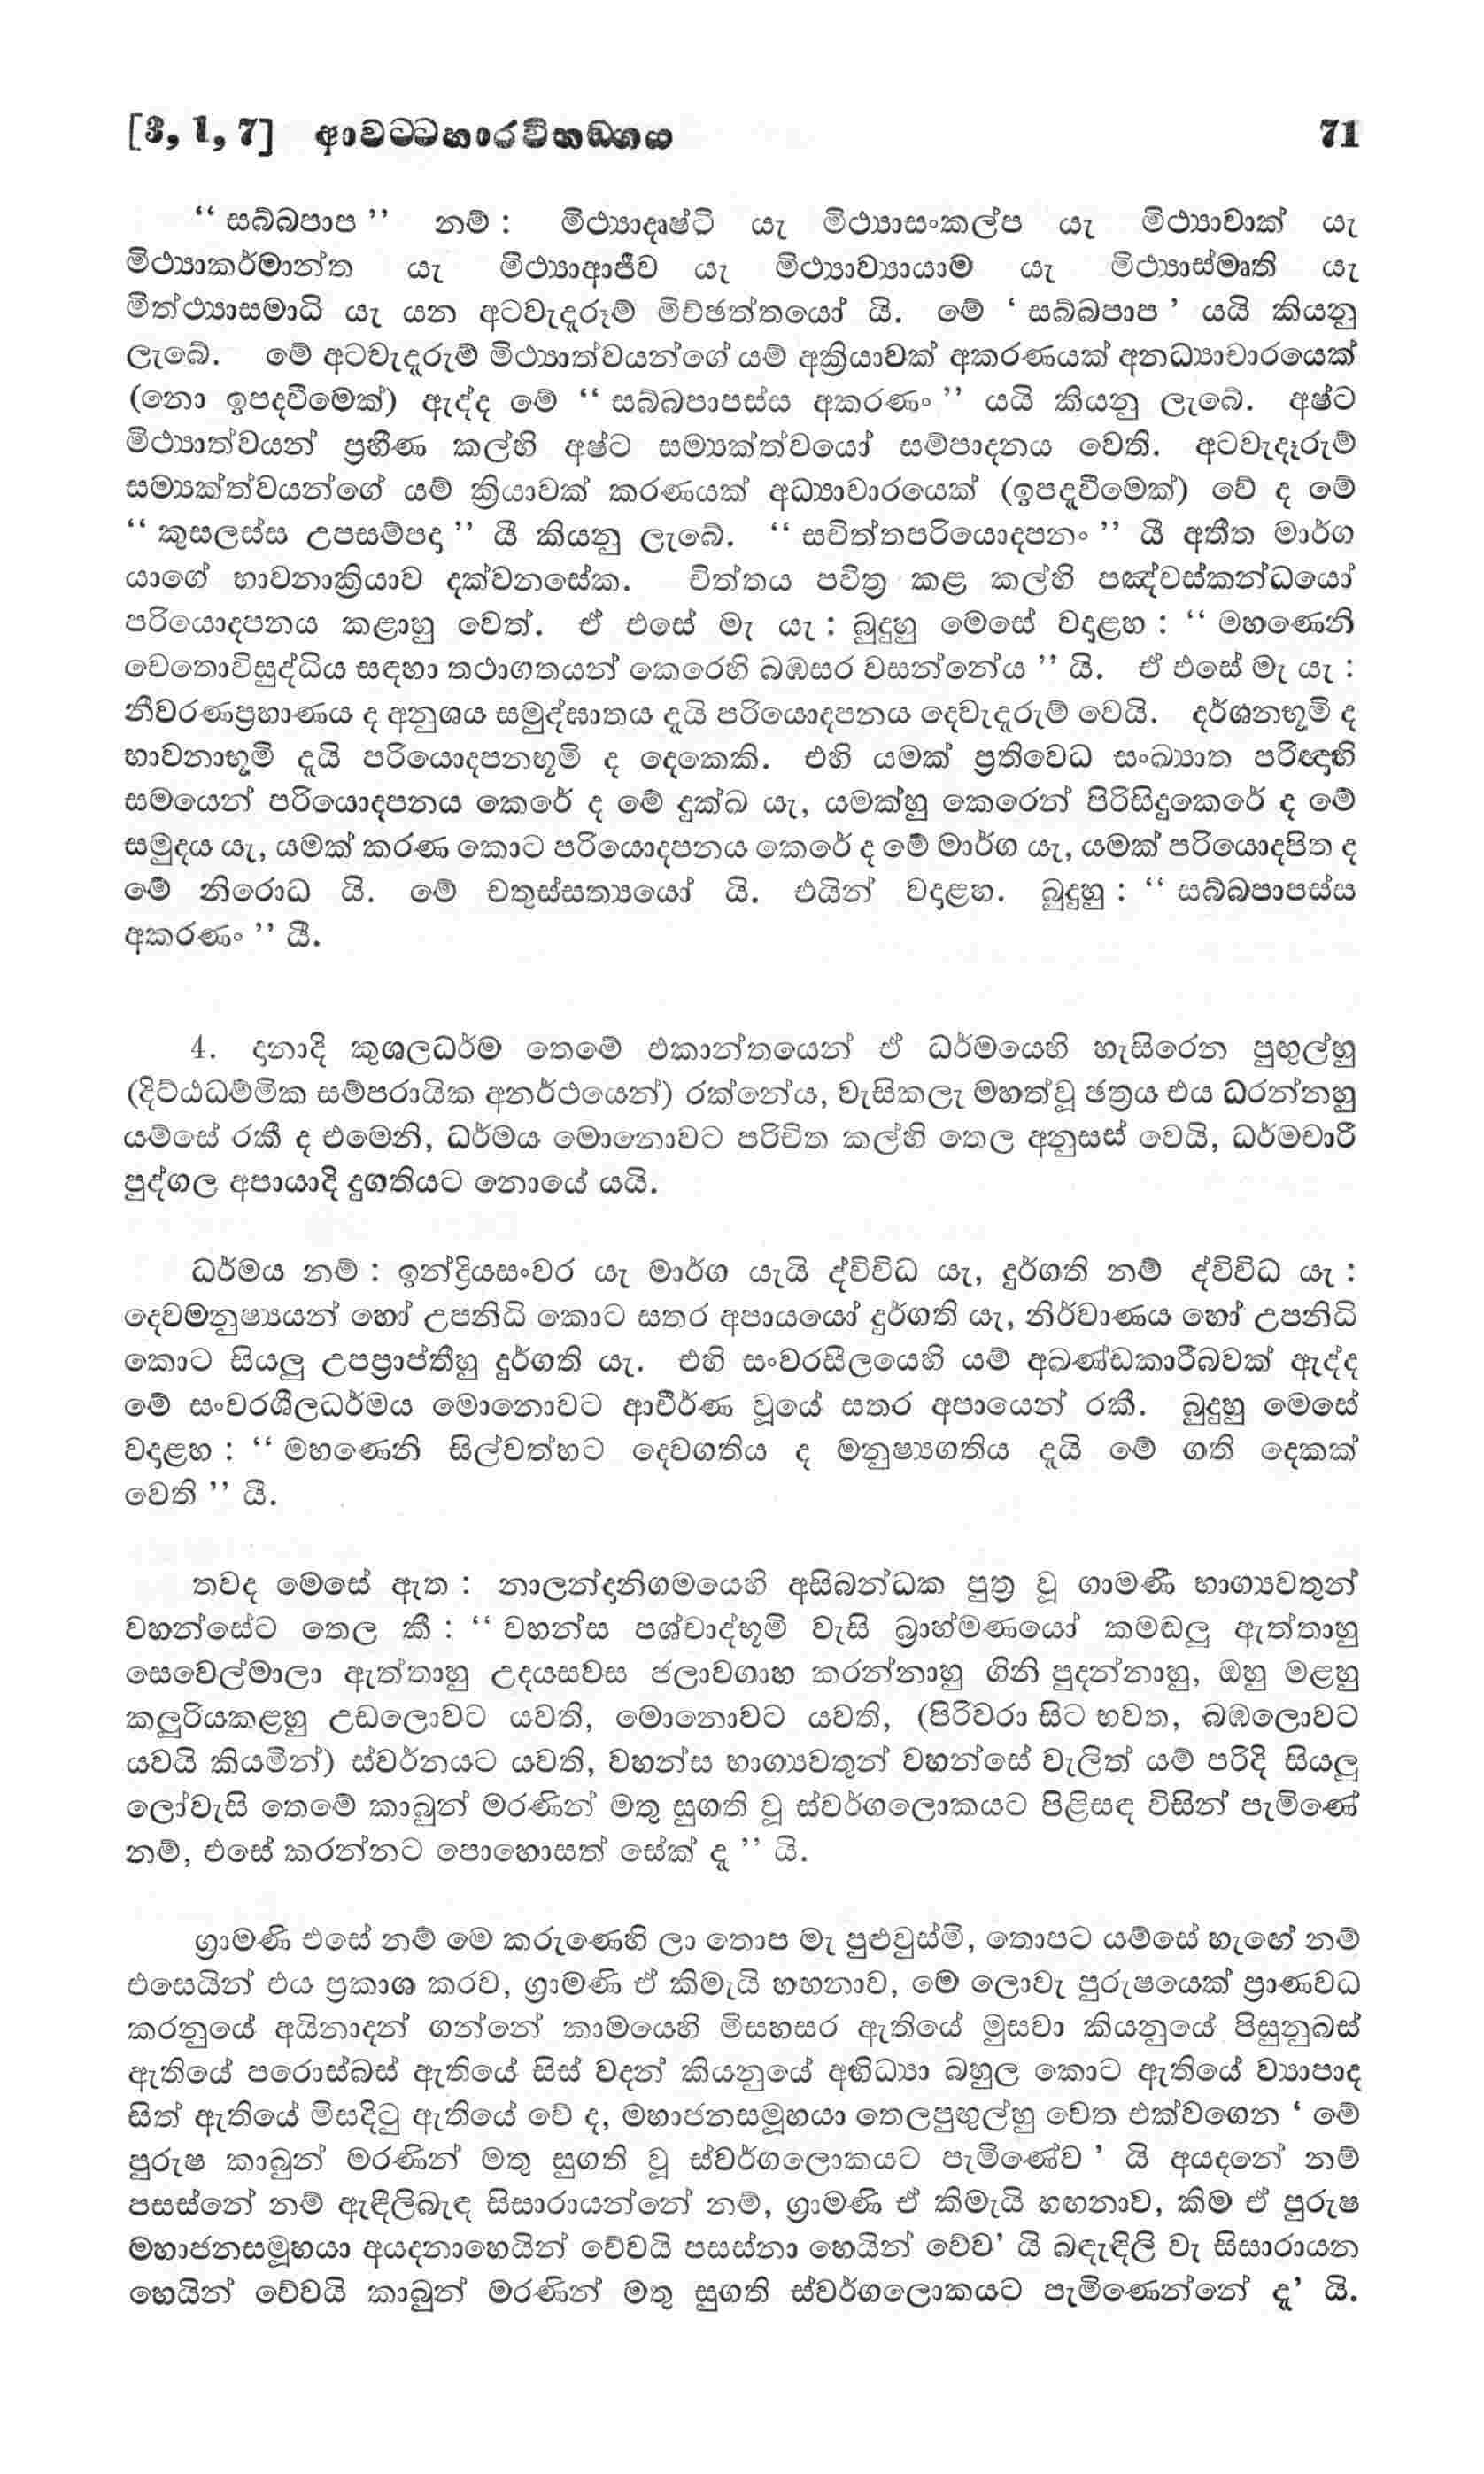 [3, 1, 7] ආවට්ටහාරවිභඞගය 71
“ සබ්බපාප ” නම් : මිථ්‍යාදෘෂ්ටි යැ මිථ්‍යාසංකල්ප යැ මිථ්‍යාවාක් යැ
මිථ්‍යාකර්මාන්ත යැ මිථ්‍යාආජීව යැ මිථ්‍යාව්‍යායාම යැ මිථ්‍යාස්මෘති යැ
මිත්ථ්‍යාසමාධි යැ යන අටවැදෑරුම් මිච්ඡත්තයෝ යි. මේ ‘ සබ්බපාප ’ යයි කියනු
ලැබේ. මේ අටවැදෑරුම් මිථ්‍යාත්වයන්ගේ යම් අක්‍රියාවක් අකරණයක් අනධ්‍යාචාරයෙක්
(නො ඉපදවීමෙක්) ඇද්ද මේ “ සබ්බපාපස්ස අකරණං ” යයි කියනු ලැබේ. අෂ්ට
මිථ්‍යාත්වයන් ප්‍රහීණ කල්හි අෂ්ට සම්‍යක්ත්වයෝ සම්පාදනය වෙති. අටවැදෑරුම්
සම්‍යක්ත්වයන්ගේ යම් ක්‍රියාවක් කරණයක් අධ්‍යාචාරයෙක් (ඉපදැවීමෙක්) වේ ද මේ
“ කුසලස්ස උපසම්පදා ” යී කියනු ලැබේ. “ සචිත්තපරියොදපනං ” යී අතීත මාර්ග
යාගේ භාවනාක්‍රියාව දක්වනසේක. චිත්තය පවිත්‍ර කළ කල්හි පඤ්චස්කන්ධයෝ
පරියොදපනය කළාහු වෙත්. ඒ එසේ මැ යැ : බුදුහු මෙසේ වදාළහ : “ මහණෙනි
චෙතොවිසුද්ධිය සඳහා තථාගතයන් කෙරෙහි බඹසර වසන්නේය ” යි. ඒ එසේ මැ යැ :
නීවරණප්‍රහාණය ද අනුශය සමුද්ඝාතය දැයි පරියොදපනය දෙවැදෑරුම් වෙයි. දර්ශනභූමි ද
භාවනාභූමි දැයි පරියොදපනභූමි ද දෙකෙකි. එහි යමක් ප්‍රතිවෙධ සංඛ්‍යාත පරිඥාභි
සමයෙන් පරියොදපනය කෙරේ ද මේ දුක්ඛ යැ, යමක්හු කෙරෙන් පිරිසිදුකෙරේ ද මේ
සමුදය යැ, යමක් කරණ කොට පරියොදපනය කෙරේ ද මේ මාර්ග යැ, යමක් පරියොදපිත ද
මේ නිරොධ යි. මේ චතුස්සත්‍යයෝ යි. එයින් වදාළහ. බුදුහු : “ සබ්බපාපස්ස
අකරණං ” යී.
4. දානාදි කුශලධර්ම තෙමේ එකාන්තයෙන් ඒ ධර්මයෙහි හැසිරෙන පුඟුල්හු
(දිට්ඨධම්මික සම්පරායික අනර්ථයෙන්) රක්නේය, වැසිකලැ මහත්වූ ඡත්‍රය එය ධරන්නහු
යම්සේ රකී ද එමෙනි, ධර්මය මොනොවට පරිචිත කල්හි තෙල අනුසස් වෙයි, ධර්මචාරී
පුද්ගල අපායාදි දුගතියට නොයේ යයි.
ධර්මය නම් : ඉන්ද්‍රියසංවර යැ මාර්ග යැයි ද්විවිධ යැ, දුර්ගති නම් ද්විවිධ යැ :
දෙවමනුෂ්‍යයන් හෝ උපනිධි කොට සතර අපායයෝ දුර්ගති යැ, නිර්වාණය හෝ උපනිධි
කොට සියලු උපප්‍රාප්තීහු දුර්ගති යැ. එහි සංවරසීලයෙහි යම් අඛණ්ඩකාරීබවක් ඇද්ද
මේ සංවරශීලධර්මය මොනොවට ආචීර්ණ වූයේ සතර අපායෙන් රකී. බුදුහු මෙසේ
වදාළහ : “ මහණෙනි සිල්වත්හට දෙවගතිය ද මනුෂ්‍යගතිය දැයි මේ ගති දෙකක්
වෙති ” යී.
තවද මෙසේ ඇත : නාලන්දානිගමයෙහි අසිබන්ධක පුත්‍ර වූ ගාමණී භාග්‍යවතුන්
වහන්සේට තෙල කී : “ වහන්ස පශ්චාද්භූමි වැසි බ්‍රාහ්මණයෝ කමඬලු ඇත්තාහු
සෙවෙල්මාලා ඇත්තාහු උදයසවස ජලාවගාහ කරන්නාහු ගිනි පුදන්නාහු, ඔහු මළහු
කලුරියකළහු උඩලොවට යවති, මොනොවට යවති, (පිරිවරා සිට භවත, බඹලොවට
යවයි කියමින්) ස්වර්නයට යවති, වහන්ස භාග්‍යවතුන් වහන්සේ වැලිත් යම් පරිදි සියලු
ලෝවැසි තෙමේ කාබුන් මරණින් මතු සුගති වූ ස්වර්ගලොකයට පිළිසඳ විසින් පැමිණේ
නම්, එසේ කරන්නට පොහොසත් සේක් දැ ” යි.
ග්‍රාමණි එසේ නම් මෙ කරුණෙහි ලා තොප මැ පුළුවුස්මි, තොපට යම්සේ හැඟේ නම්
එසෙයින් එය ප්‍රකාශ කරව, ග්‍රාමණි ඒ කිමැයි හඟනාව, මෙ ලොවැ පුරුෂයෙක් ප්‍රාණවධ
කරනුයේ අයිනාදන් ගන්නේ කාමයෙහි මිසහසර ඇතියේ මුසවා කියනුයේ පිසුනුබස්
ඇතියේ පරොස්බස් ඇතියේ සිස් වදන් කියනුයේ අභිධ්‍යා බහුල කොට ඇතියේ ව්‍යාපාද
සිත් ඇතියේ මිසදිටු ඇතියේ වේ ද, මහාජනසමූහයා තෙලපුඟුල්හු වෙත එක්වගෙන ‘ මේ
පුරුෂ කාබුන් මරණින් මතු සුගති වූ ස්වර්ගලොකයට පැමිණේව ’ යි අයදනේ නම්
පසස්නේ නම් ඇඳිලිබැඳ සිසාරායන්නේ නම්, ග්‍රාමණි ඒ කිමැයි හඟනාව, කිම ඒ පුරුෂ
මහාජනසමූහයා අයදනාහෙයින් වේවයි පසස්නා හෙයින් වේව’ යි බඳැඳිලි වැ සිසාරායන
හෙයින් වේවයි කාබුන් මරණින් මතු සුගති ස්වර්ගලොකයට පැමිණෙන්නේ දැ’ යි.